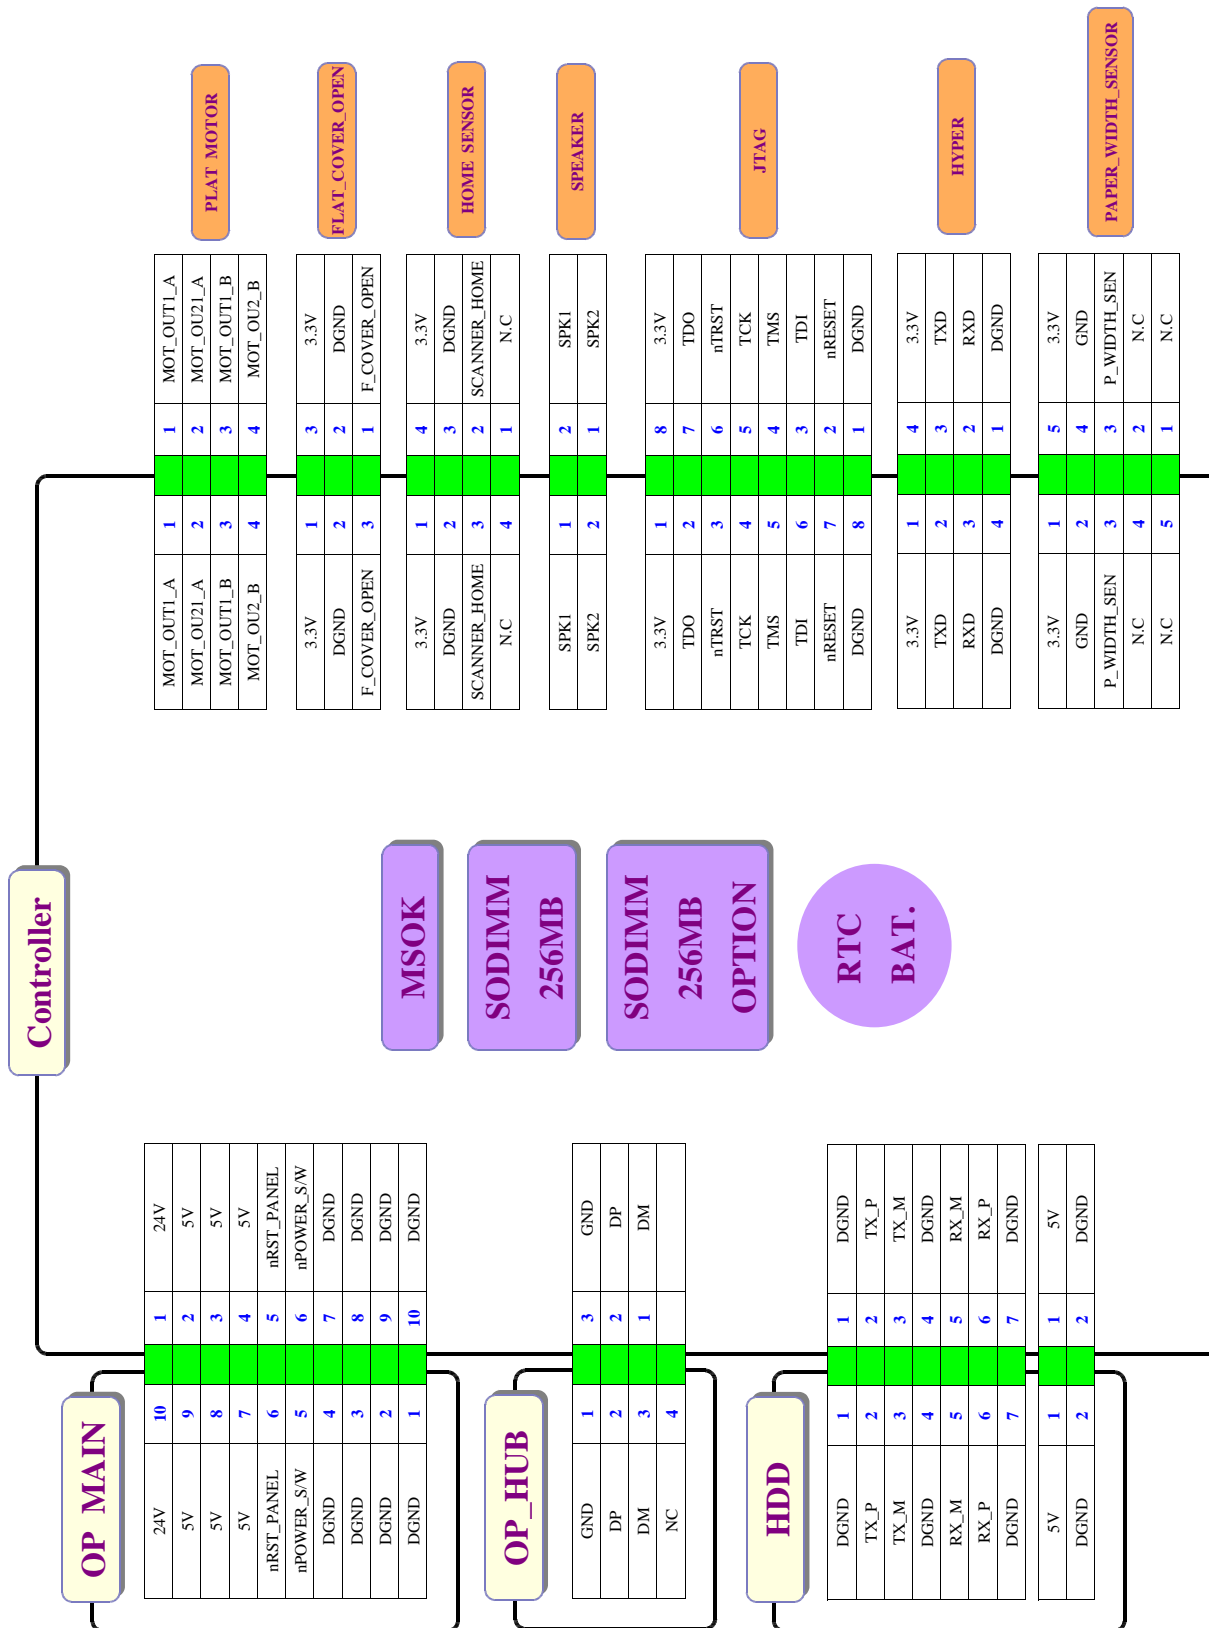 Controller
OP MAIN
24V 10 1 24V
5V 9 2 5V
5V 8 3 5V
5V 7 4 5V
nRST_PANEL 6 5 nRST_PANEL
nPOWER_S/W 5 6 nPOWER_S/W
DGND 4 7 DGND
DGND 3 8 DGND
DGND 2 9 DGND
DGND 1 10 DGND
OP_HUB
GND 1 3 GND
DP 2 2 DP
DM 3 1 DM
NC 4
HDD
DGND 1 1 DGND
TX_P 2 2 TX_P
TX_M 3 3 TX_M
DGND 4 4 DGND
RX_M 5 5 RX_M
RX_P 6 6 RX_P
DGND 7 7 DGND
5V 1 1 5V
DGND 2 2 DGND
MSOK
SODIMM
256MB
SODIMM
256MB
OPTION
RTC
BAT.
MOT_OUT1_A 1 1 MOT_OUT1_A
MOT_OU21_A 2 2 MOT_OU21_A
MOT_OUT1_B 3 3 MOT_OUT1_B
MOT_OU2_B 4 4 MOT_OU2_B
PLAT MOTOR
3.3V 1 3 3.3V
DGND 2 2 DGND
F_COVER_OPEN 3 1 F_COVER_OPEN
FLAT_COVER_OPEN
3.3V 1 4 3.3V
DGND 2 3 DGND
SCANNER_HOME 3 2 SCANNER_HOME
N.C 4 1 N.C
HOME SENSOR
SPK1 1 2 SPK1
SPK2 2 1 SPK2
SPEAKER
3.3V 1 8 3.3V
TDO 2 7 TDO
nTRST 3 6 nTRST
TCK 4 5 TCK
TMS 5 4 TMS
TDI 6 3 TDI
nRESET 7 2 nRESET
DGND 8 1 DGND
JTAG
3.3V 1 4 3.3V
TXD 2 3 TXD
RXD 3 2 RXD
DGND 4 1 DGND
HYPER
3.3V 1 5 3.3V
GND 2 4 GND
P_WIDTH_SEN 3 3 P_WIDTH_SEN
N.C 4 2 N.C
N.C 5 1 N.C
PAPER_WIDTH_SENSOR